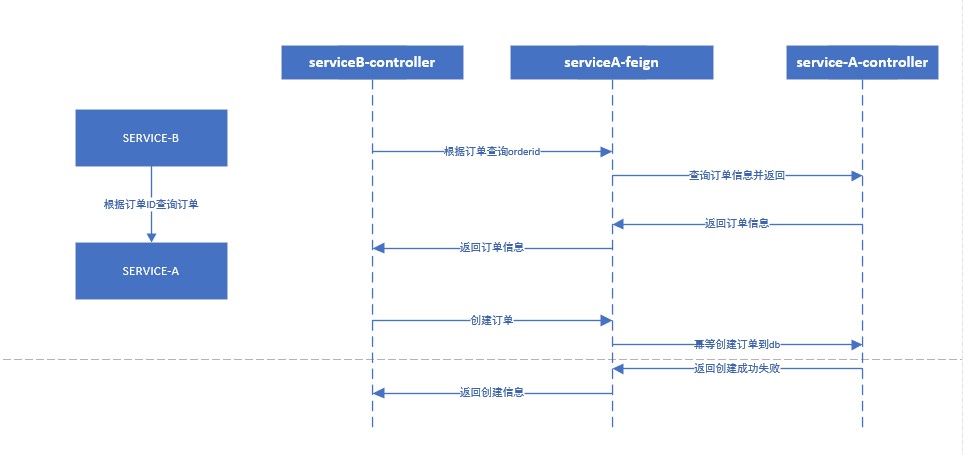 serviceB-controller
serviceA-feign
service-A-controller
SERVICE-B
根据订单ID查询订单
SERVICE-A
根据订单查询orderid
查询订单信息并返回
返回订单信息
返回订单信息
创建订单
幂等创建订单到db
返回创建成功失败
返回创建信息